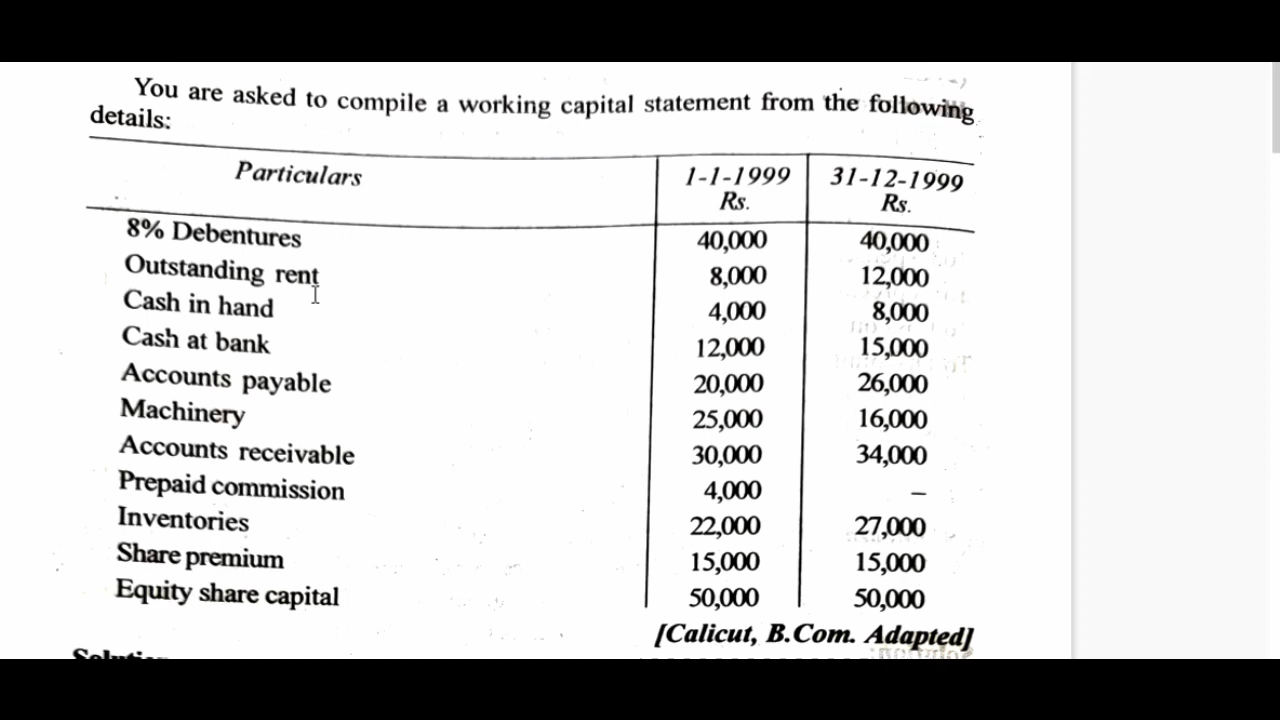 You are asked to compile a working capital statement from the following
details:
Particulars 1-1-1999 31-12-1999
Rs. Rs.
8% Debentures 40,000 40,000
Outstanding rent 8,000 12,000
Cash in hand 4,000 8,000
Cash at bank 12,000 15,000
Accounts payable 20,000 26,000
Machinery 25,000 16,000
Accounts receivable 30,000 34,000
Prepaid commission 4,000 –
Inventories 22,000 27,000
Share premium 15,000 15,000
Equity share capital 50,000 50,000
[Calicut, B.Com. Adapted]